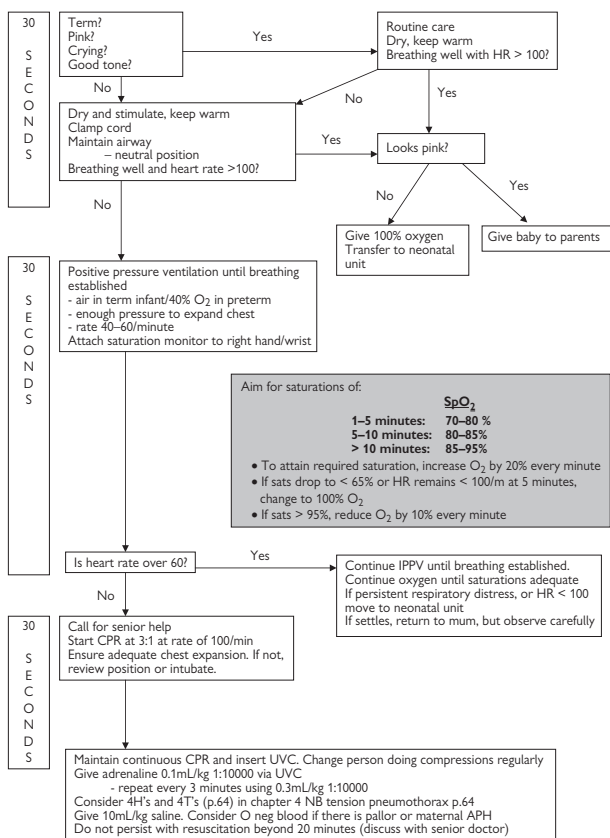 30
S
E
C
O
N
D
S
Term?
Pink?
Crying?
Good tone?
Yes
Routine care
Dry, keep warm
Breathing well with HR > 100?
No
No
Yes
Dry and stimulate, keep warm
Clamp cord
Maintain airway
– neutral position
Breathing well and heart rate >100?
Yes
Looks pink?
No
No
Yes
Give 100% oxygen
Transfer to neonatal
unit
Give baby to parents
30
S
E
C
O
N
D
S
Positive pressure ventilation until breathing
established
- air in term infant/40% O₂ in preterm
- enough pressure to expand chest
- rate 40–60/minute
Attach saturation monitor to right hand/wrist
Aim for saturations of:
SpO₂
1–5 minutes: 70–80 %
5–10 minutes: 80–85%
> 10 minutes: 85–95%
• To attain required saturation, increase O₂ by 20% every minute
• If sats drop to < 65% or HR remains < 100/m at 5 minutes,
change to 100% O₂
• If sats > 95%, reduce O₂ by 10% every minute
Is heart rate over 60?
Yes
Continue IPPV until breathing established.
Continue oxygen until saturations adequate
If persistent respiratory distress, or HR < 100
move to neonatal unit
If settles, return to mum, but observe carefully
No
30
S
E
C
O
N
D
S
Call for senior help
Start CPR at 3:1 at rate of 100/min
Ensure adequate chest expansion. If not,
review position or intubate.
Maintain continuous CPR and insert UVC. Change person doing compressions regularly
Give adrenaline 0.1mL/kg 1:10000 via UVC
- repeat every 3 minutes using 0.3mL/kg 1:10000
Consider 4H's and 4T's (p.64) in chapter 4 NB tension pneumothorax p.64
Give 10mL/kg saline. Consider O neg blood if there is pallor or maternal APH
Do not persist with resuscitation beyond 20 minutes (discuss with senior doctor)